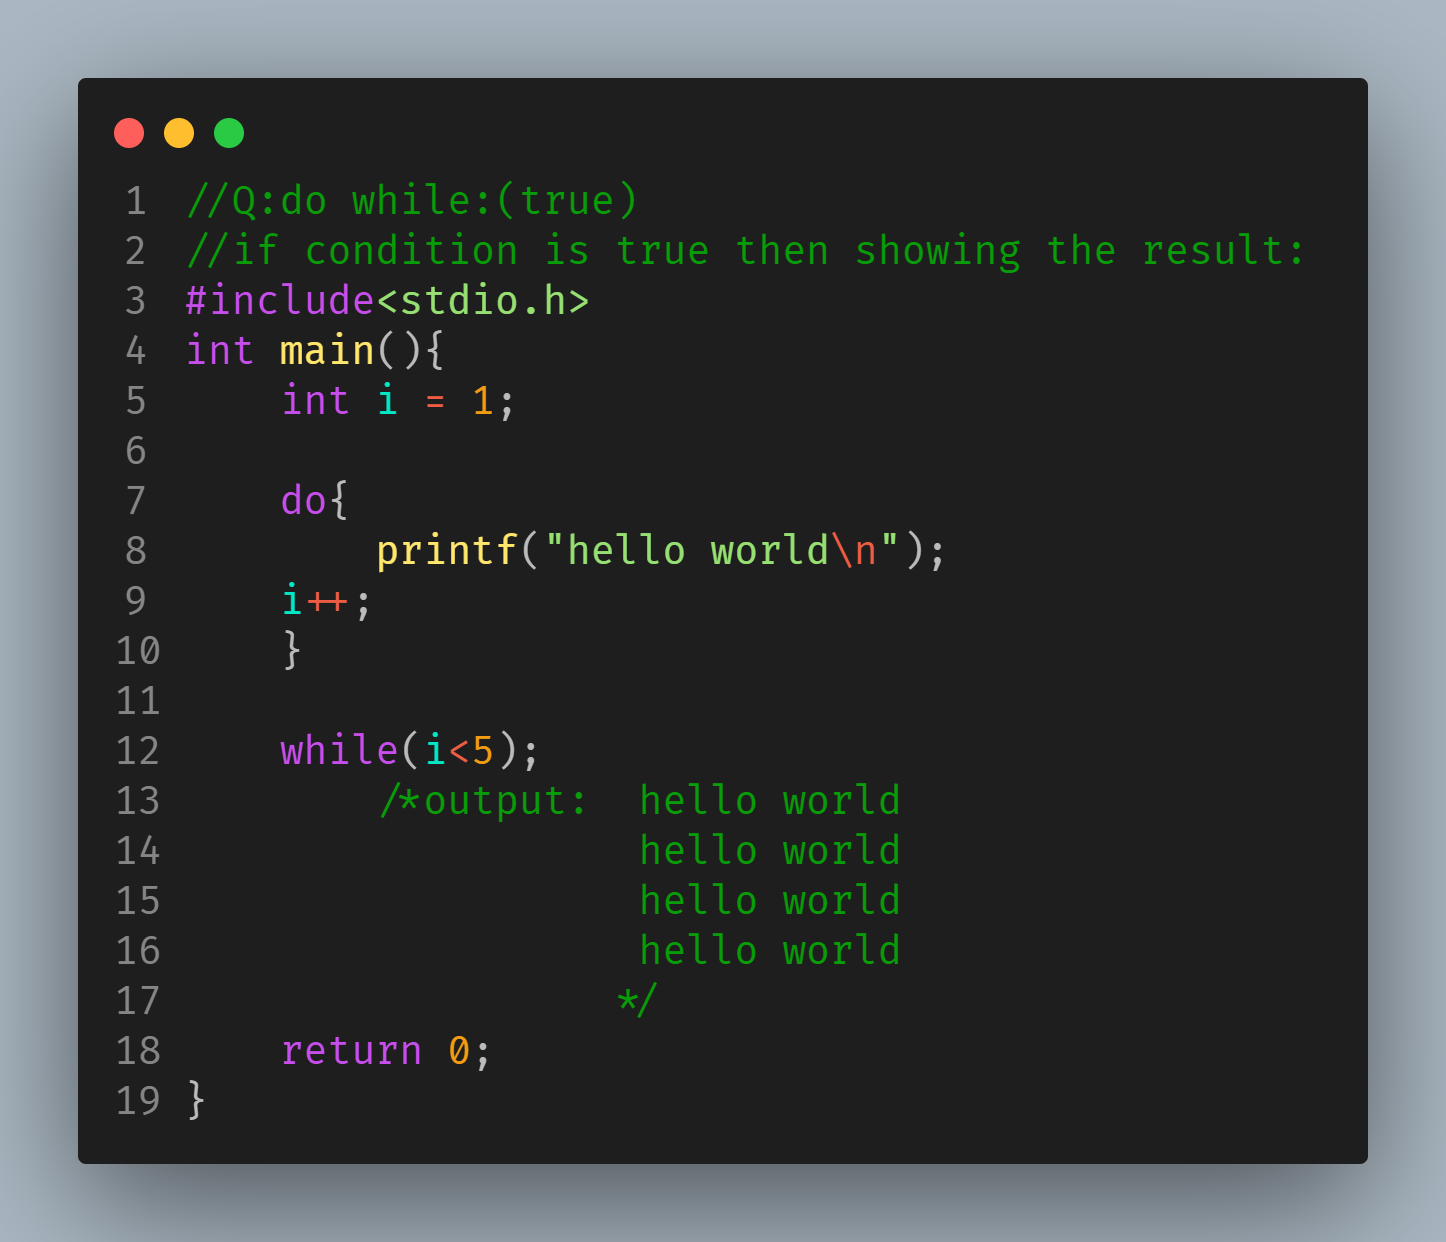 1 //Q:do while:(true)
2 //if condition is true then showing the result:
3 #include<stdio.h>
4 int main(){
5     int i = 1;
6
7     do{
8         printf("hello world\n");
9     i++;
10     }
11
12     while(i<5);
13         /*output:  hello world
14                    hello world
15                    hello world
16                    hello world
17                   */
18     return 0;
19 }